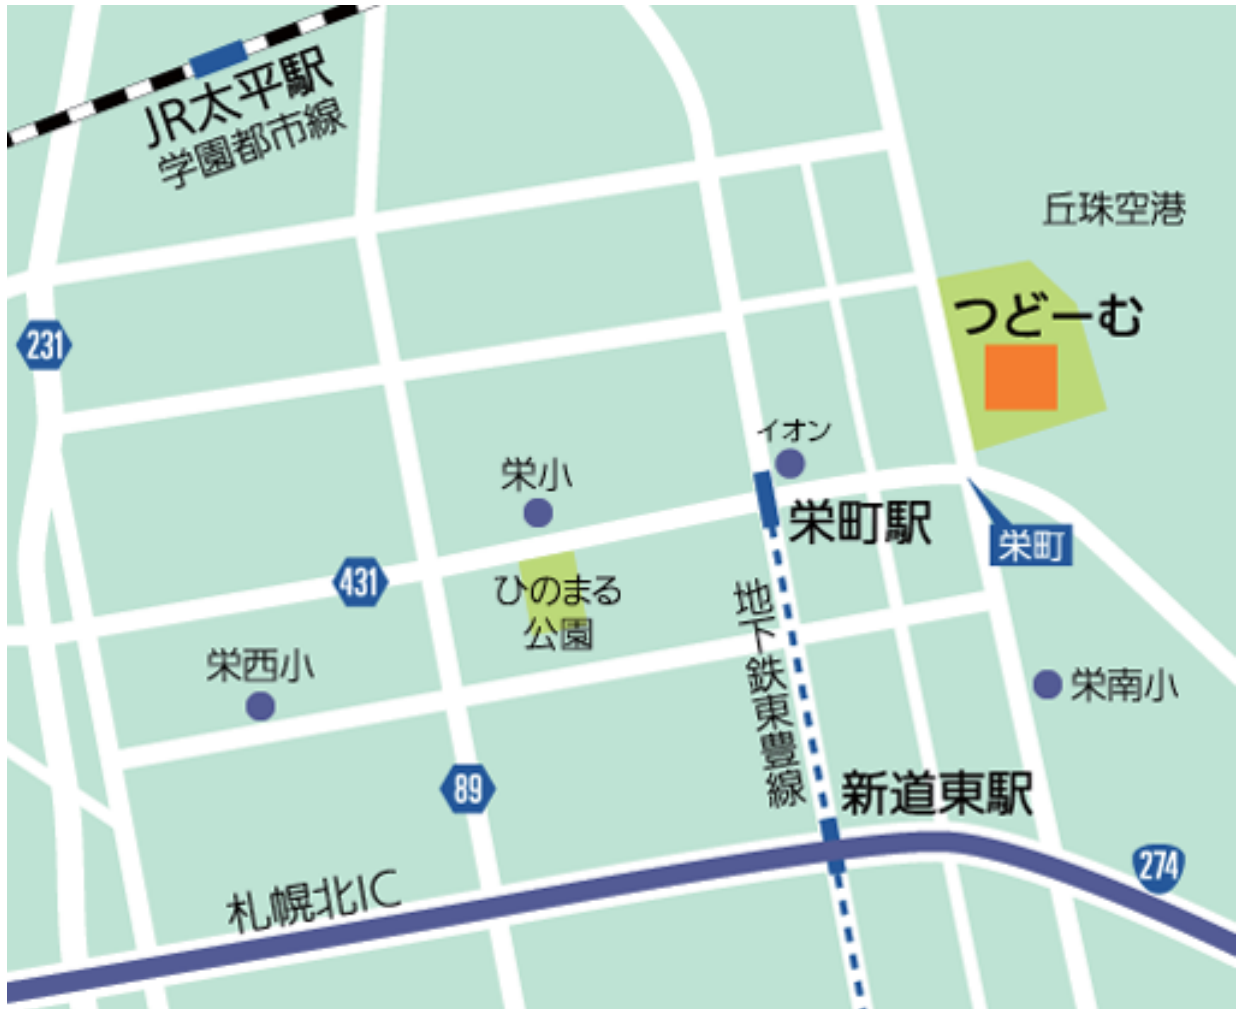 JR太平駅
学園都市線
丘珠空港
つどーむ
231
イオン
栄小
栄町駅
栄町
431
ひのまる
公園
地下鉄東豊線
栄西小
栄南小
89
新道東駅
274
札幌北IC